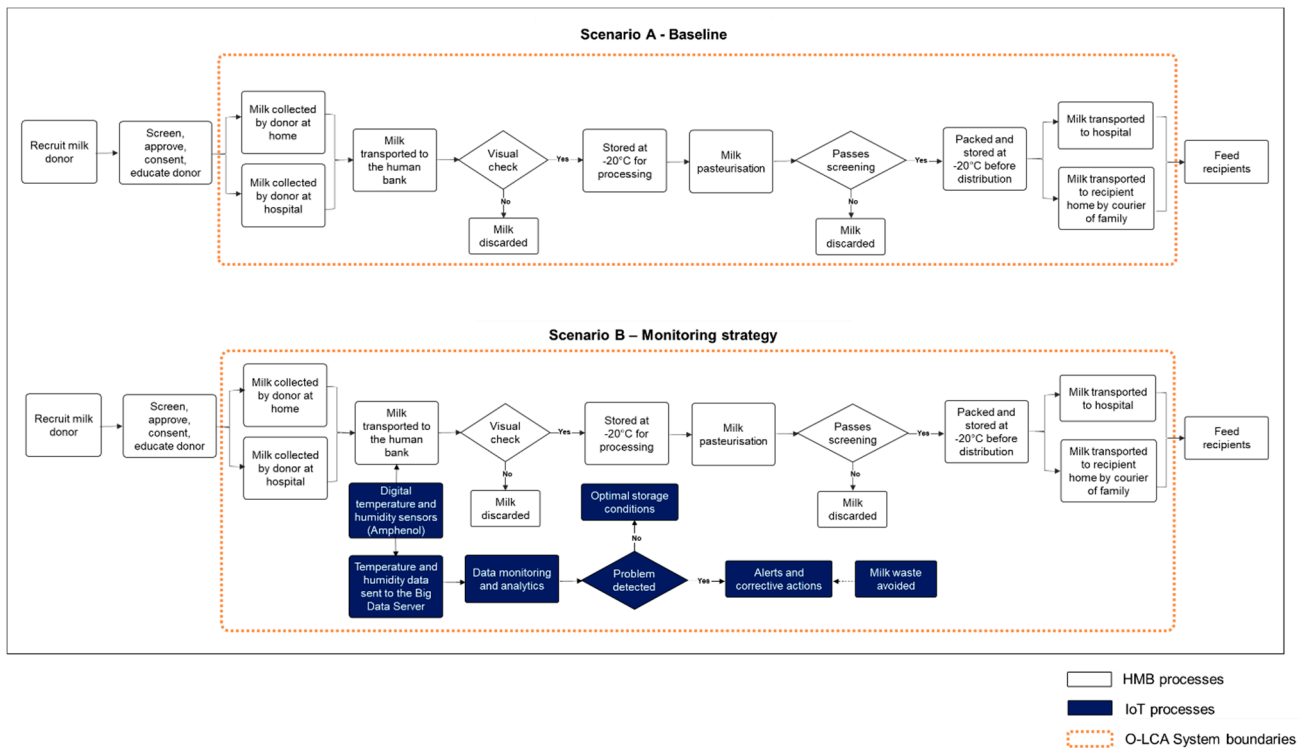 Scenario A - Baseline
Recruit milk
donor
Screen,
approve,
consent,
educate donor
Milk collected
by donor at
home
Milk collected
by donor at
hospital
Milk
transported to
the human
bank
Visual
check
Yes
No
Milk
discarded
Stored at
-20°C for
processing
Milk
pasteurisation
Passes
screening
Yes
No
Milk
discarded
Packed and
stored at
-20°C before
distribution
Milk transported
to hospital
Milk transported
to recipient
home by courier
of family
Feed
recipients
Scenario B – Monitoring strategy
Recruit milk
donor
Screen,
approve,
consent,
educate donor
Milk collected
by donor at
home
Milk collected
by donor at
hospital
Milk
transported to
the human
bank
Visual
check
Yes
No
Milk
discarded
Stored at
-20°C for
processing
Milk
pasteurisation
Passes
screening
Yes
No
Milk
discarded
Packed and
stored at
-20°C before
distribution
Milk transported
to hospital
Milk transported
to recipient
home by courier
of family
Feed
recipients
Digital
temperature and
humidity sensors
(Amphenol)
Temperature and
humidity data
sent to the Big
Data Server
Data monitoring
and analytics
Problem
detected
No
Optimal storage
conditions
Yes
Alerts and
corrective actions
Milk waste
avoided
HMB processes
IoT processes
O-LCA System boundaries